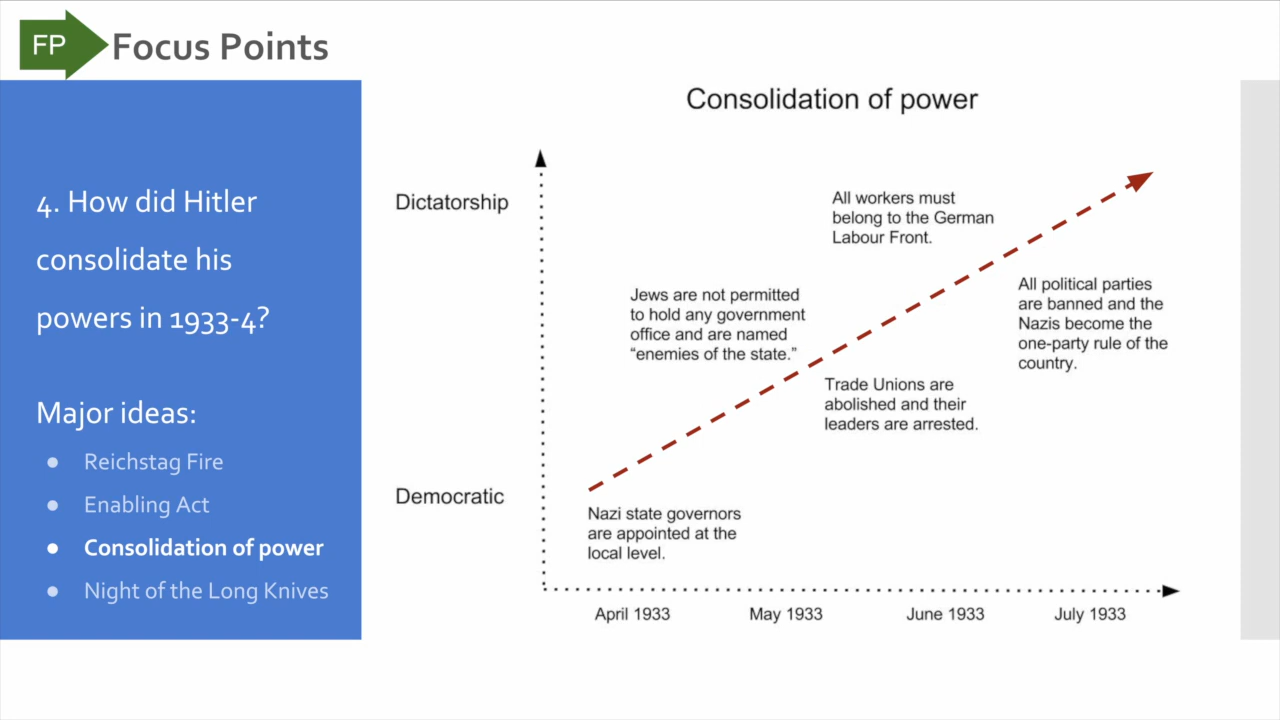 FP
Focus Points
4. How did Hitler
consolidate his
powers in 1933-4?
Major ideas:
● Reichstag Fire
● Enabling Act
● Consolidation of power
● Night of the Long Knives
Consolidation of power
Dictatorship
Democratic
All workers must
belong to the German
Labour Front.
Jews are not permitted
to hold any government
office and are named
“enemies of the state.”
All political parties
are banned and the
Nazis become the
one-party rule of the
country.
Trade Unions are
abolished and their
leaders are arrested.
Nazi state governors
are appointed at the
local level.
April 1933
May 1933
June 1933
July 1933